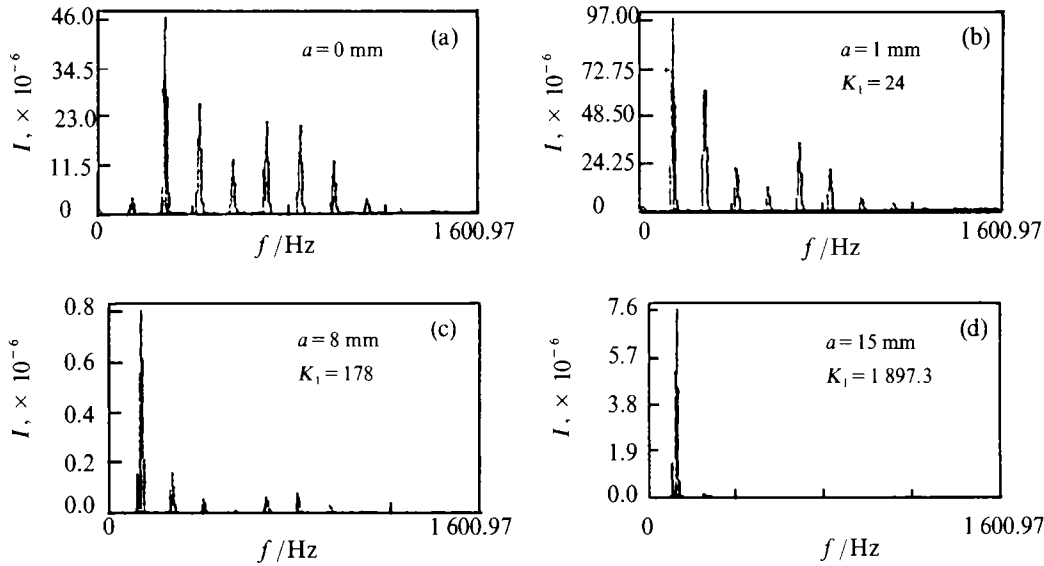 46.0
(a)
a = 0 mm
34.5
I, × 10⁻⁶
23.0
11.5
0
0
1 600.97
f /Hz
97.00
(b)
a = 1 mm
72.75
K₁ = 24
I, × 10⁻⁶
48.50
24.25
0
0
1 600.97
f /Hz
0.8
(c)
a = 8 mm
0.6
K₁ = 178
I, × 10⁻⁶
0.4
0.2
0.0
0
1 600.97
f /Hz
7.6
(d)
a = 15 mm
5.7
K₁ = 1 897.3
I, × 10⁻⁶
3.8
1.9
0.0
0
1 600.97
f /Hz